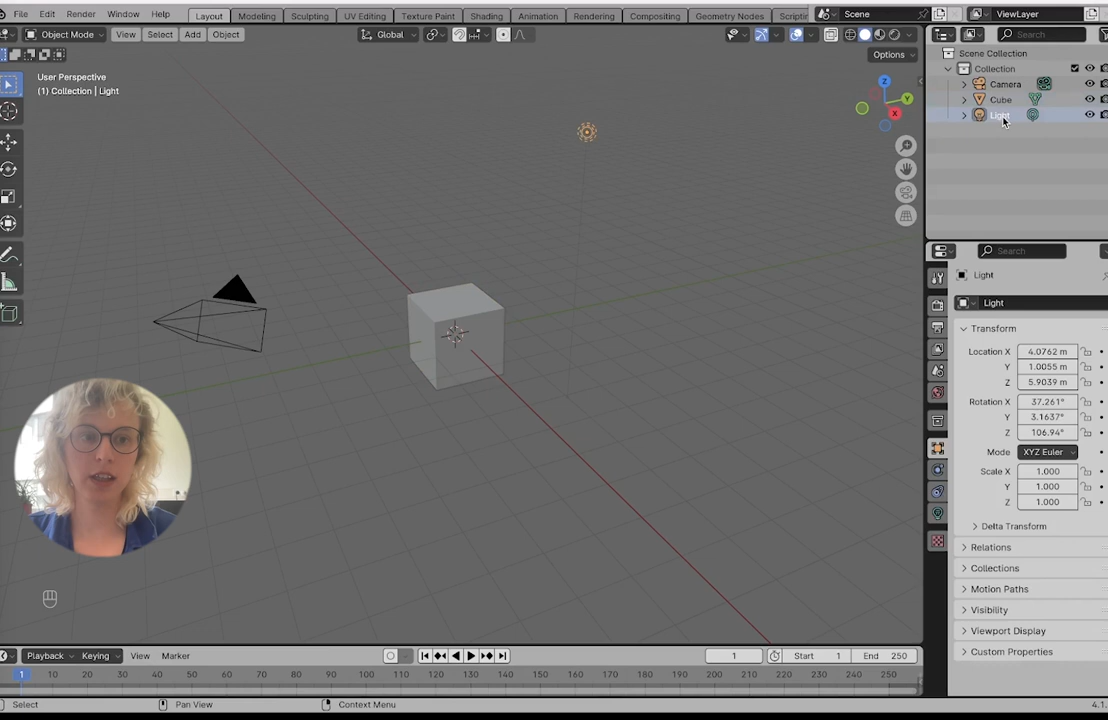 File Edit Render Window Help Layout Modeling Sculpting UV Editing Texture Paint Shading Animation Rendering Compositing Geometry Nodes Scene ViewLayer
Object Mode View Select Add Object Global Search
Options
User Perspective
(1) Collection | Light
Z
Y
X
Scene Collection
Collection
Camera
Cube
Light
Search
Light
Light
Transform
Location X 4.0762 m
Y 1.0055 m
Z 5.9039 m
Rotation X 37.261°
Y 3.1637°
Z 106.94°
Mode XYZ Euler
Scale X 1.000
Y 1.000
Z 1.000
Delta Transform
Relations
Collections
Motion Paths
Visibility
Viewport Display
Custom Properties
Playback Keying View Marker 1 Start 1 End 250
1 10 20 30 40 50 60 70 80 90 100 110 120 130 140 150 160 170 180 190 200 210 220 230 240 250
Select Pan View Context Menu 4.1.